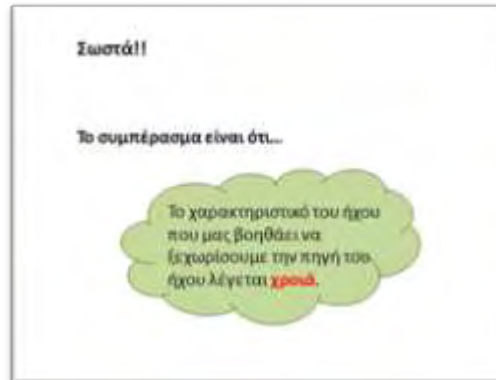 Σωστά!!
Το συμπέρασμα είναι ότι...
Το χαρακτηριστικό του ήχου
που μας βοηθάει να
ξεχωρίσουμε την πηγή του
ήχου λέγεται χροιά.